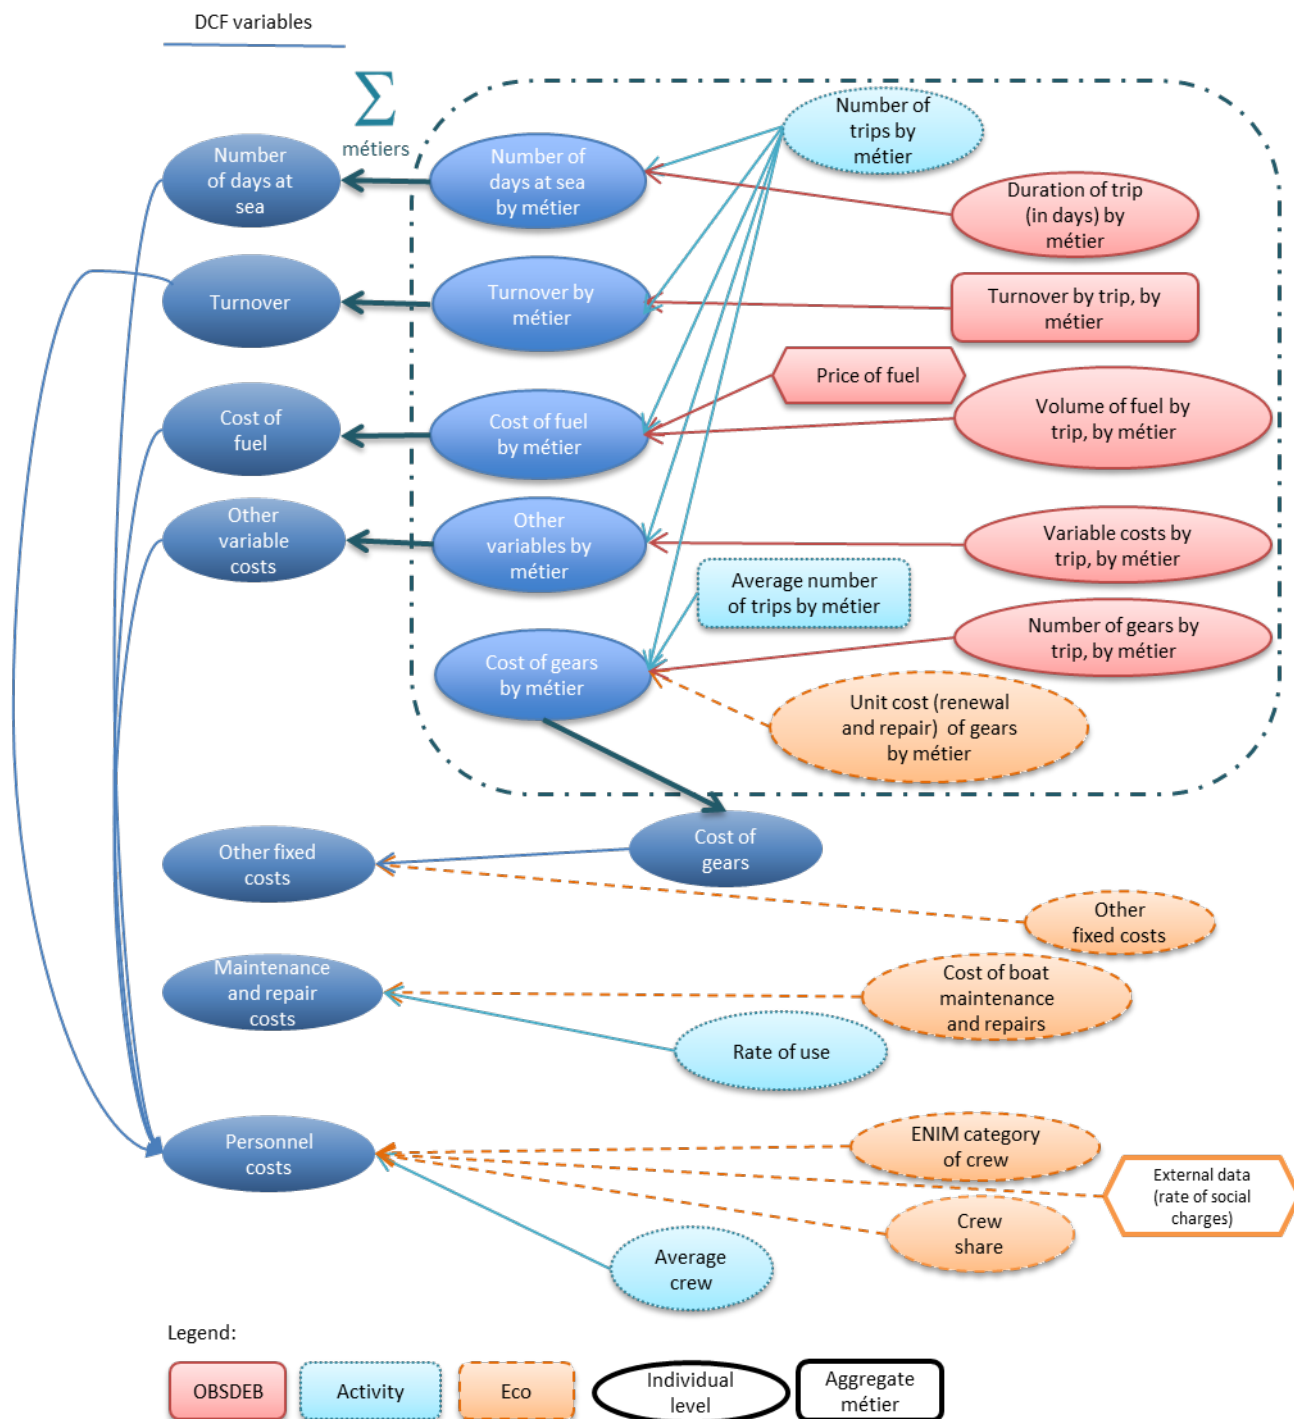 DCF variables
Σ
métiers
Number
of days at
sea
Number of
days at sea
by métier
Number of
trips by
métier
Duration of trip
(in days) by
métier
Turnover
Turnover by
métier
Turnover by trip, by
métier
Price of fuel
Cost of
fuel
Cost of fuel
by métier
Volume of fuel by
trip, by métier
Other
variable
costs
Other
variables by
métier
Variable costs by
trip, by métier
Average number
of trips by métier
Number of gears by
trip, by métier
Cost of gears
by métier
Unit cost (renewal
and repair)  of gears
by métier
Other fixed
costs
Cost of
gears
Other
fixed costs
Maintenance
and repair
costs
Cost of boat
maintenance
and repairs
Rate of use
Personnel
costs
ENIM category
of crew
External data
(rate of social
charges)
Crew
share
Average
crew
Legend:
OBSDEB
Activity
Eco
Individual
level
Aggregate
métier